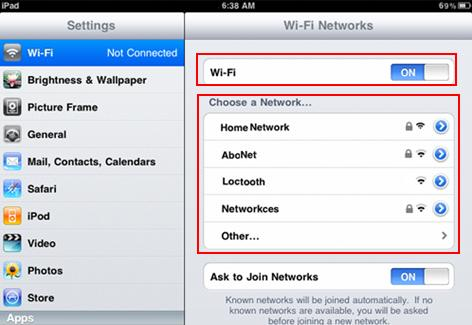 iPad
6:38 AM
69%
Settings
Wi-Fi Networks
Wi-Fi
Not Connected
Brightness & Wallpaper
Picture Frame
General
Mail, Contacts, Calendars
Safari
iPod
Video
Photos
Store
Apps
Wi-Fi
ON
Choose a Network...
Home Network
AboNet
Loctooth
Networkces
Other...
Ask to Join Networks
ON
Known networks will be joined automatically. If no
known networks are available, you will be asked
before joining a new network.